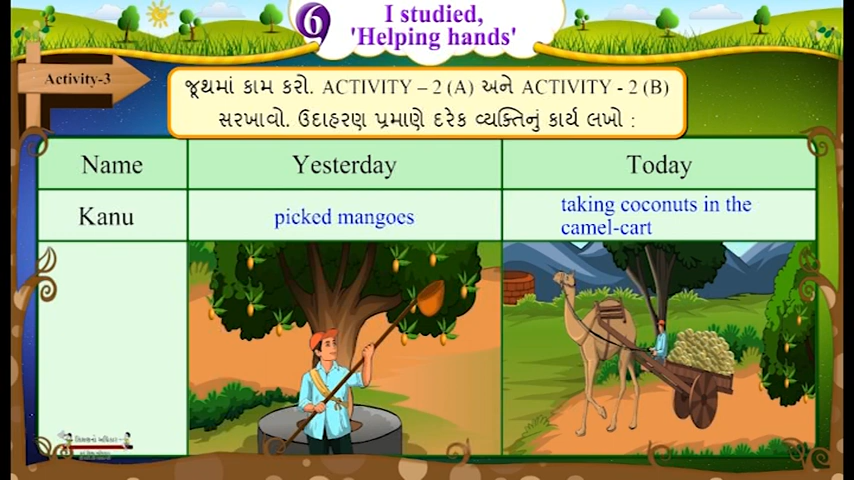 6
I studied,
'Helping hands'
Activity-3
જૂથમાં કામ કરો. ACTIVITY – 2 (A) અને ACTIVITY - 2 (B)
સરખાવો. ઉદાહરણ પ્રમાણે દરેક વ્યક્તિનું કાર્ય લખો :
Name Yesterday Today
Kanu picked mangoes taking coconuts in the
camel-cart